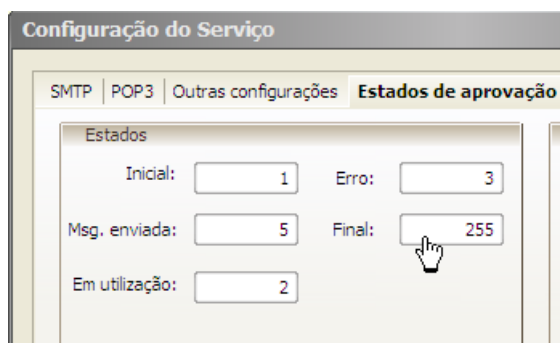 Configuração do Serviço
SMTP POP3 Outras configurações Estados de aprovação
Estados
Inicial: 1 Erro: 3
Msg. enviada: 5 Final: 255
Em utilização: 2